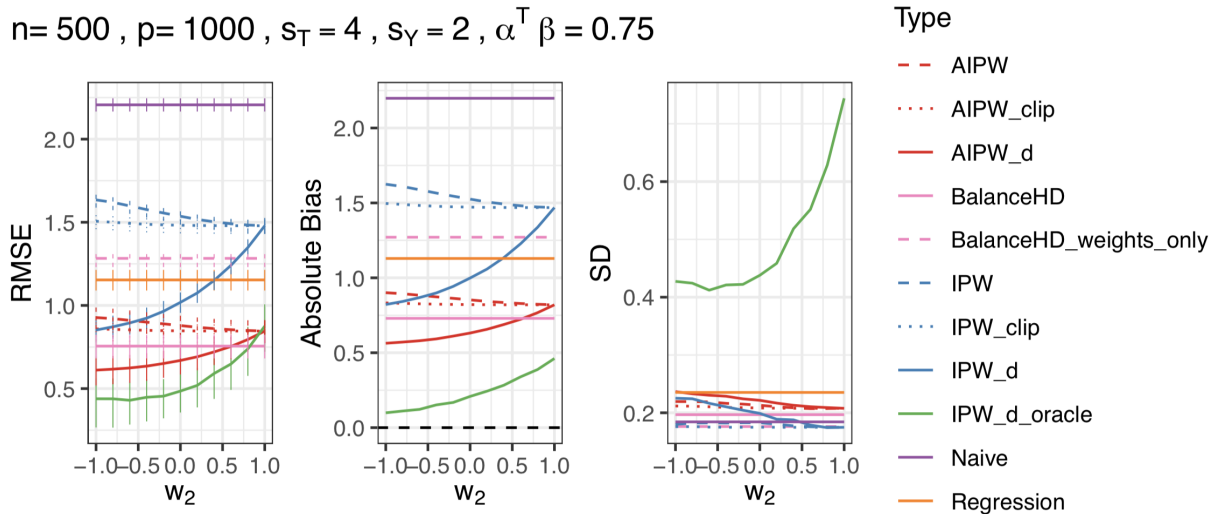 n= 500 , p= 1000 , s_T = 4 , s_Y = 2 , α^T β = 0.75
RMSE
2.0
1.5
1.0
0.5
−1.0 −0.5 0.0 0.5 1.0
w_2
Absolute Bias
2.0
1.5
1.0
0.5
0.0
−1.0 −0.5 0.0 0.5 1.0
w_2
SD
0.6
0.4
0.2
−1.0 −0.5 0.0 0.5 1.0
w_2
Type
AIPW
AIPW_clip
AIPW_d
BalanceHD
BalanceHD_weights_only
IPW
IPW_clip
IPW_d
IPW_d_oracle
Naive
Regression